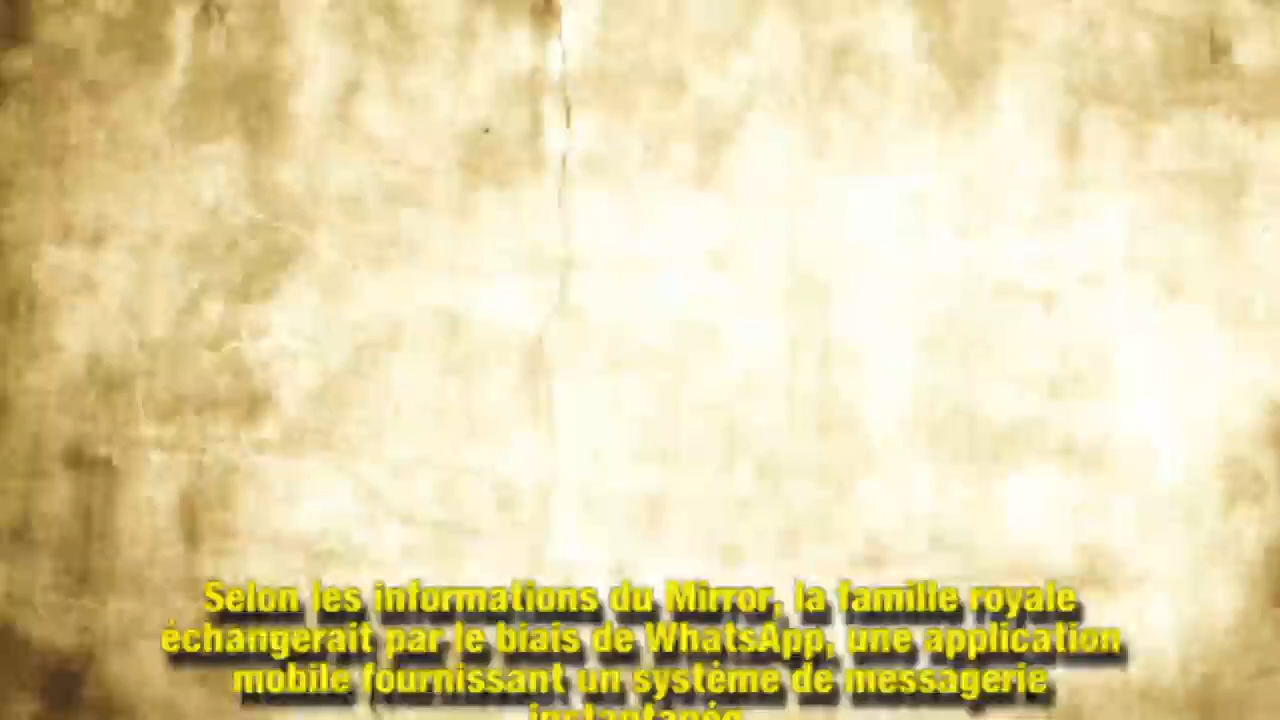 Selon les informations du Mirror, la famille royale
échangerait par le biais de WhatsApp, une application
mobile fournissant un système de messagerie
instantanée